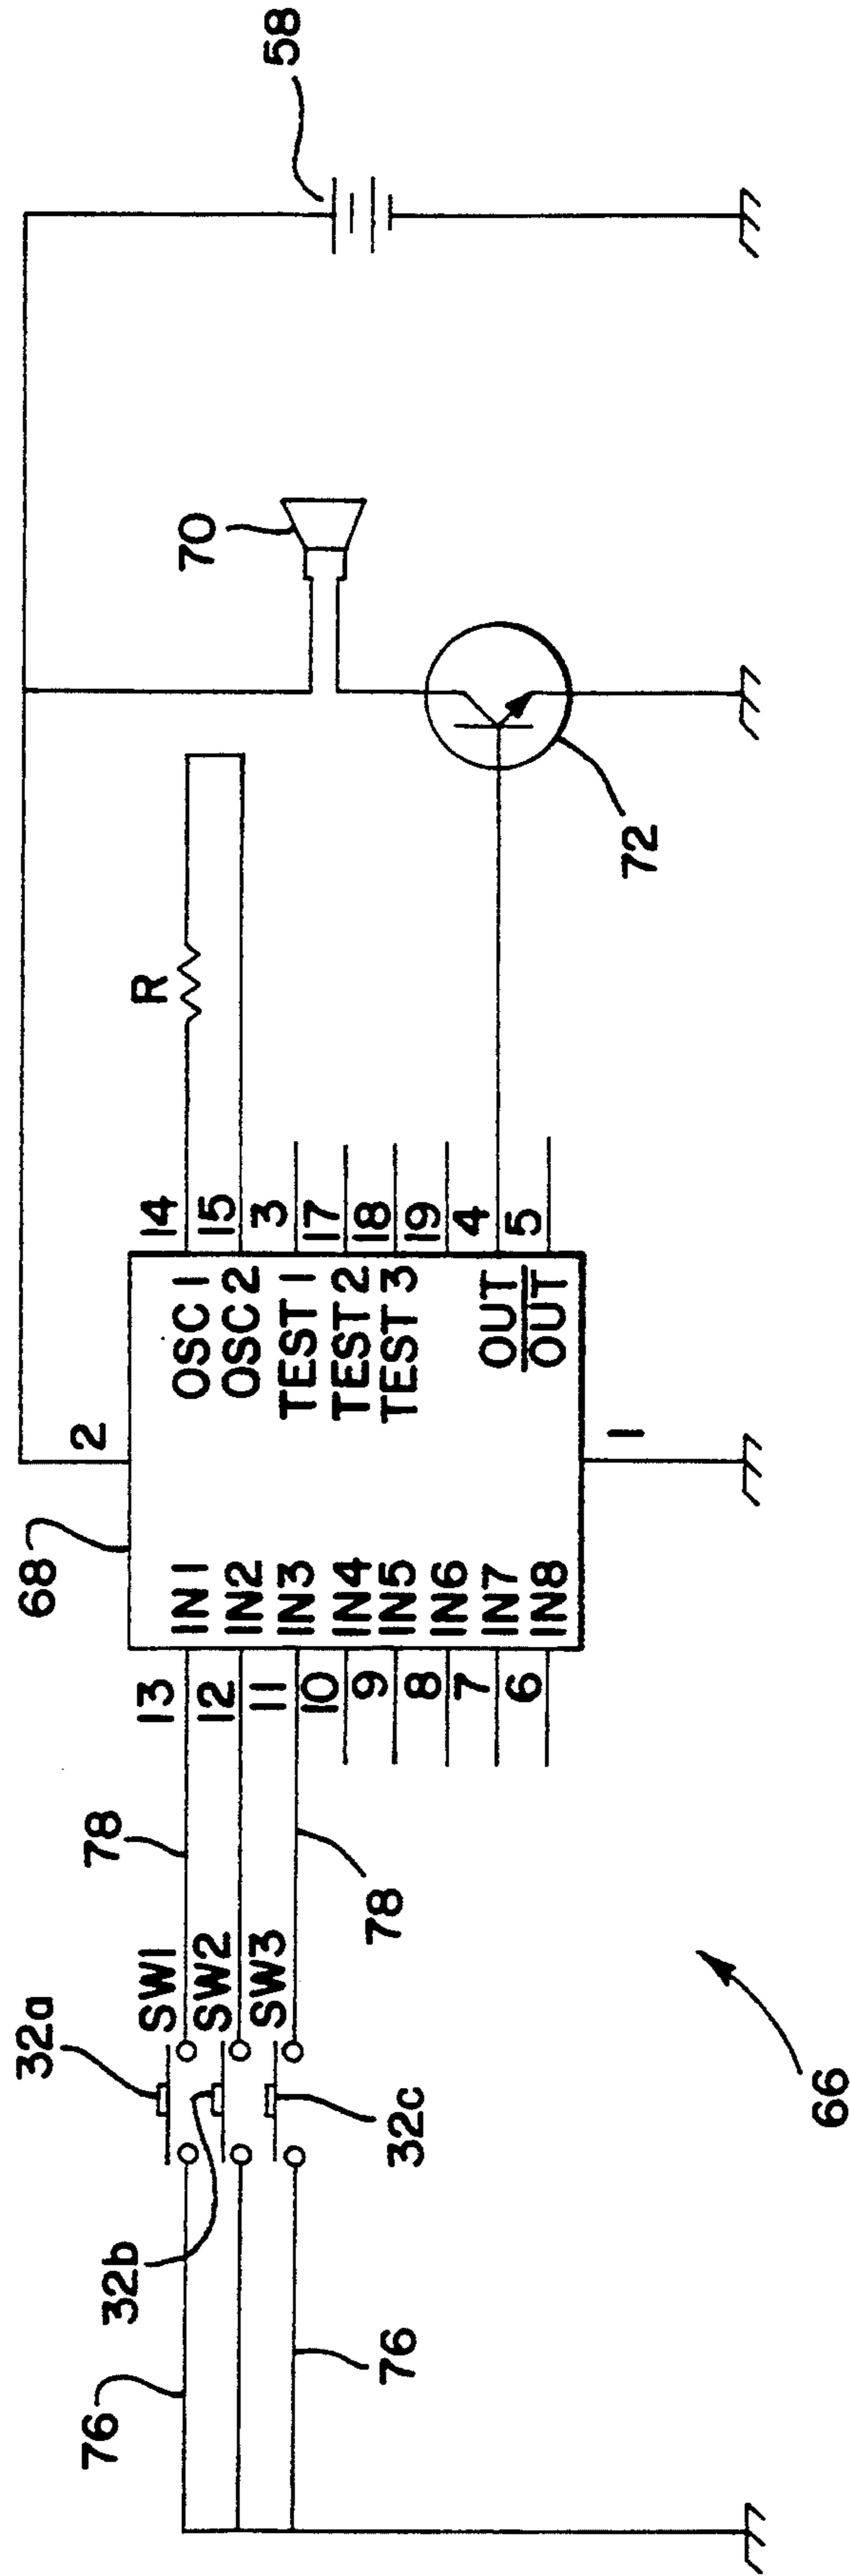 58
70
R
72
2
68
1
14
15
3
17
18
19
4
5
OSC 1
OSC 2
TEST 1
TEST 2
TEST 3
OUT
OUT
IN1
IN2
IN3
IN4
IN5
IN6
IN7
IN8
13
12
11
10
9
8
7
6
78
78
SW1
SW2
SW3
32a
32b
32c
76
76
66